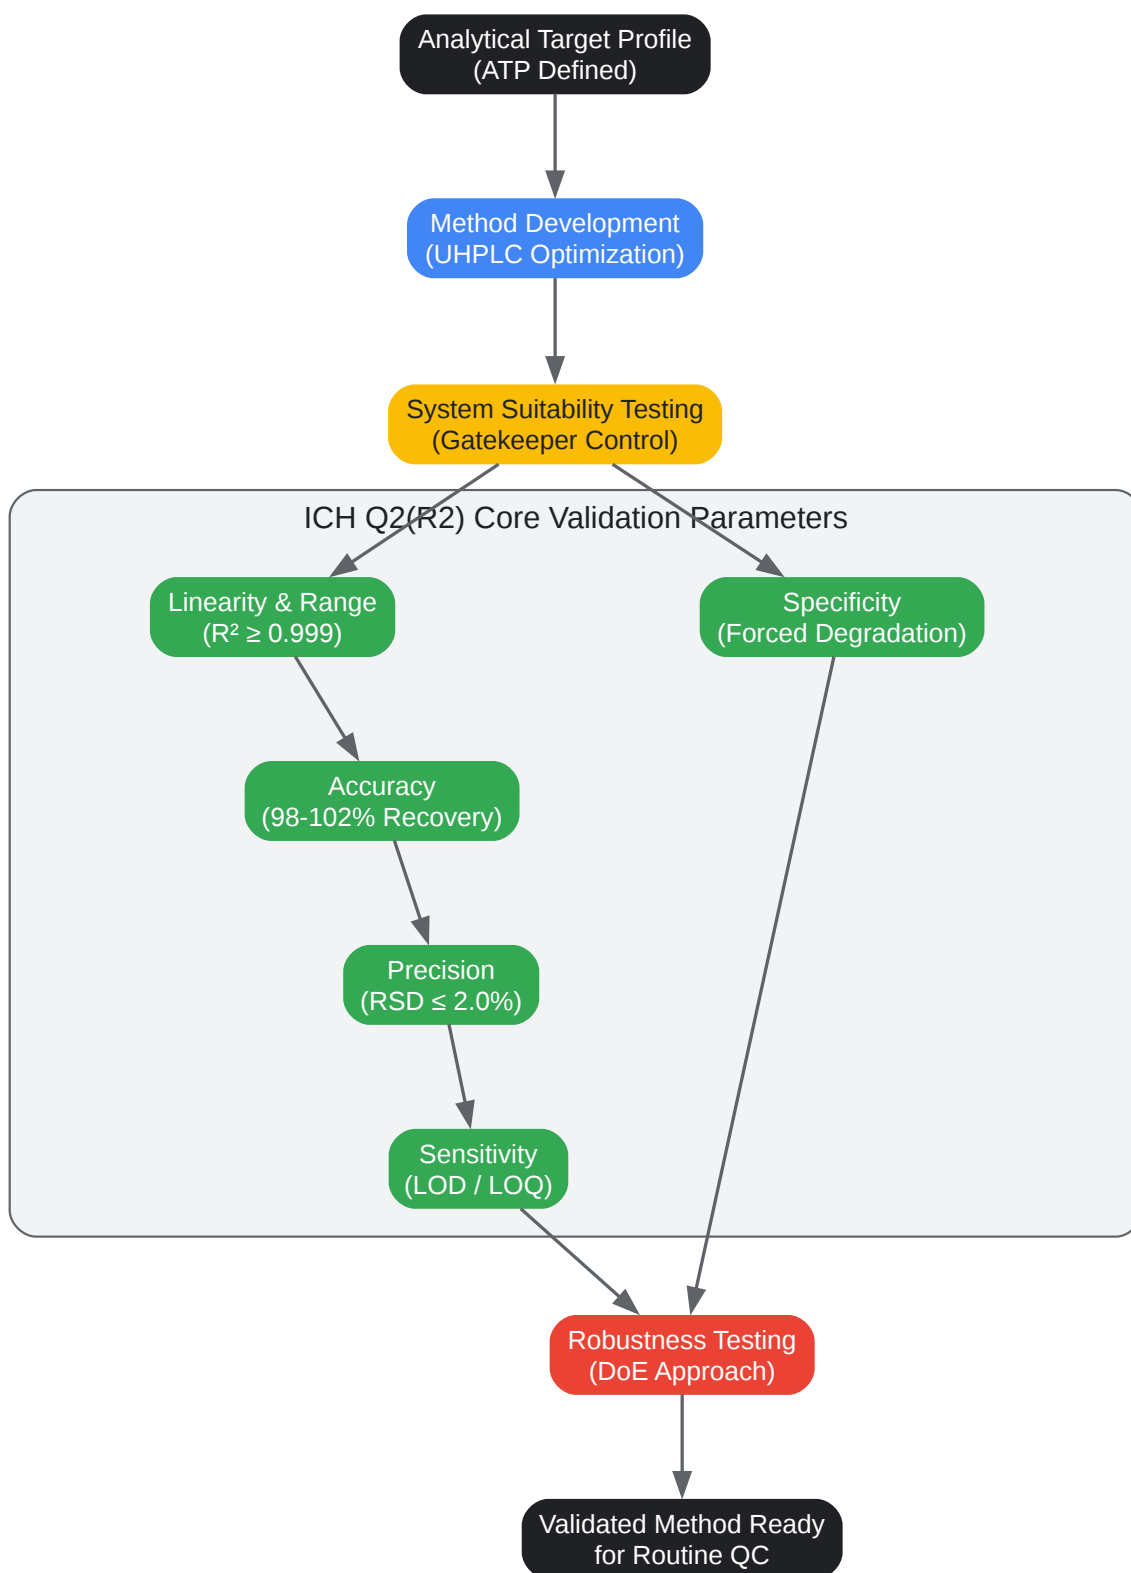 Analytical Target Profile
(ATP Defined)
Method Development
(UHPLC Optimization)
System Suitability Testing
(Gatekeeper Control)
ICH Q2(R2) Core Validation Parameters
Linearity & Range
(R² ≥ 0.999)
Specificity
(Forced Degradation)
Accuracy
(98-102% Recovery)
Precision
(RSD ≤ 2.0%)
Sensitivity
(LOD / LOQ)
Robustness Testing
(DoE Approach)
Validated Method Ready
for Routine QC